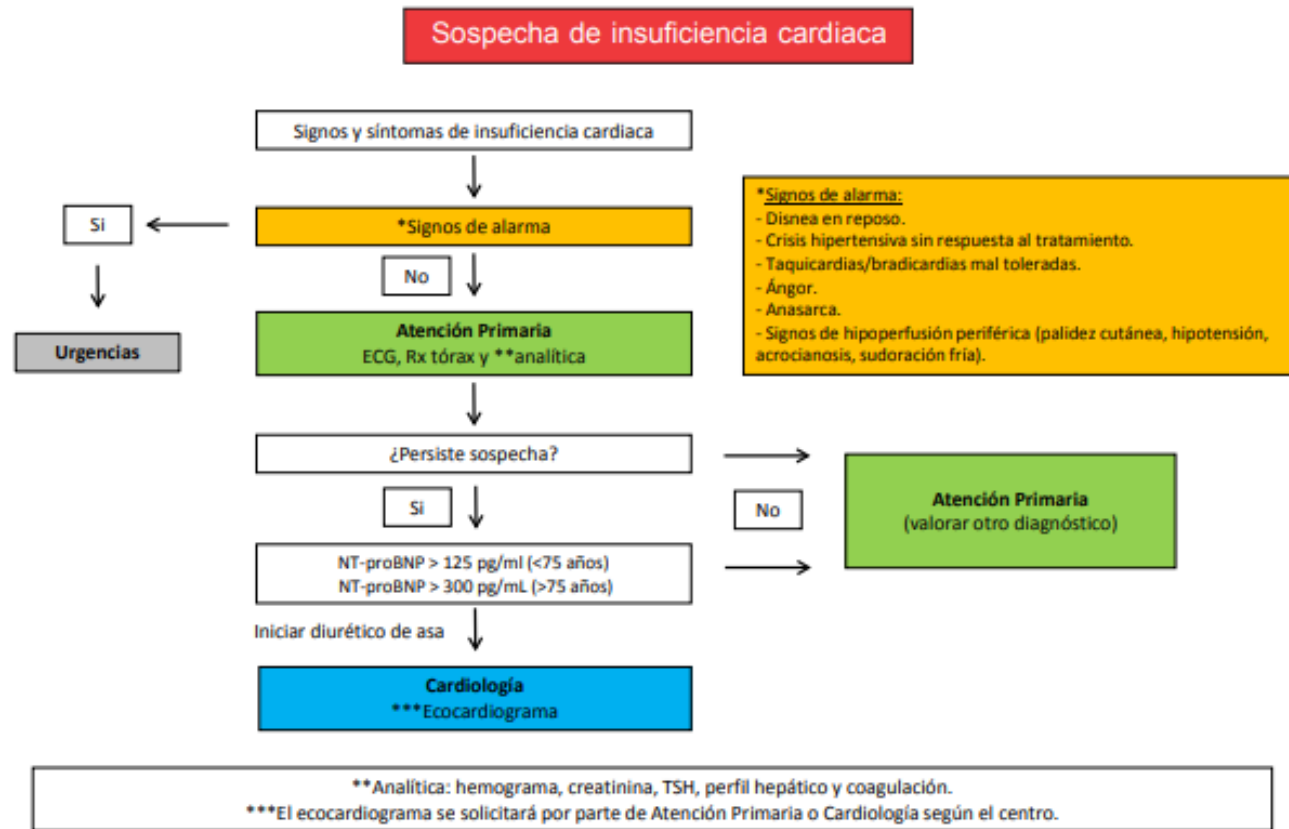 Sospecha de insuficiencia cardiaca
Signos y síntomas de insuficiencia cardiaca
Si
*Signos de alarma
No
Urgencias
Atención Primaria
ECG, Rx tórax y **analítica
*Signos de alarma:
- Disnea en reposo.
- Crisis hipertensiva sin respuesta al tratamiento.
- Taquicardias/bradicardias mal toleradas.
- Ángor.
- Anasarca.
- Signos de hipoperfusión periférica (palidez cutánea, hipotensión,
acrocianosis, sudoración fría).
¿Persiste sospecha?
Si
No
Atención Primaria
(valorar otro diagnóstico)
NT-proBNP > 125 pg/ml (<75 años)
NT-proBNP > 300 pg/mL (>75 años)
Iniciar diurético de asa
Cardiología
***Ecocardiograma
**Analítica: hemograma, creatinina, TSH, perfil hepático y coagulación.
***El ecocardiograma se solicitará por parte de Atención Primaria o Cardiología según el centro.